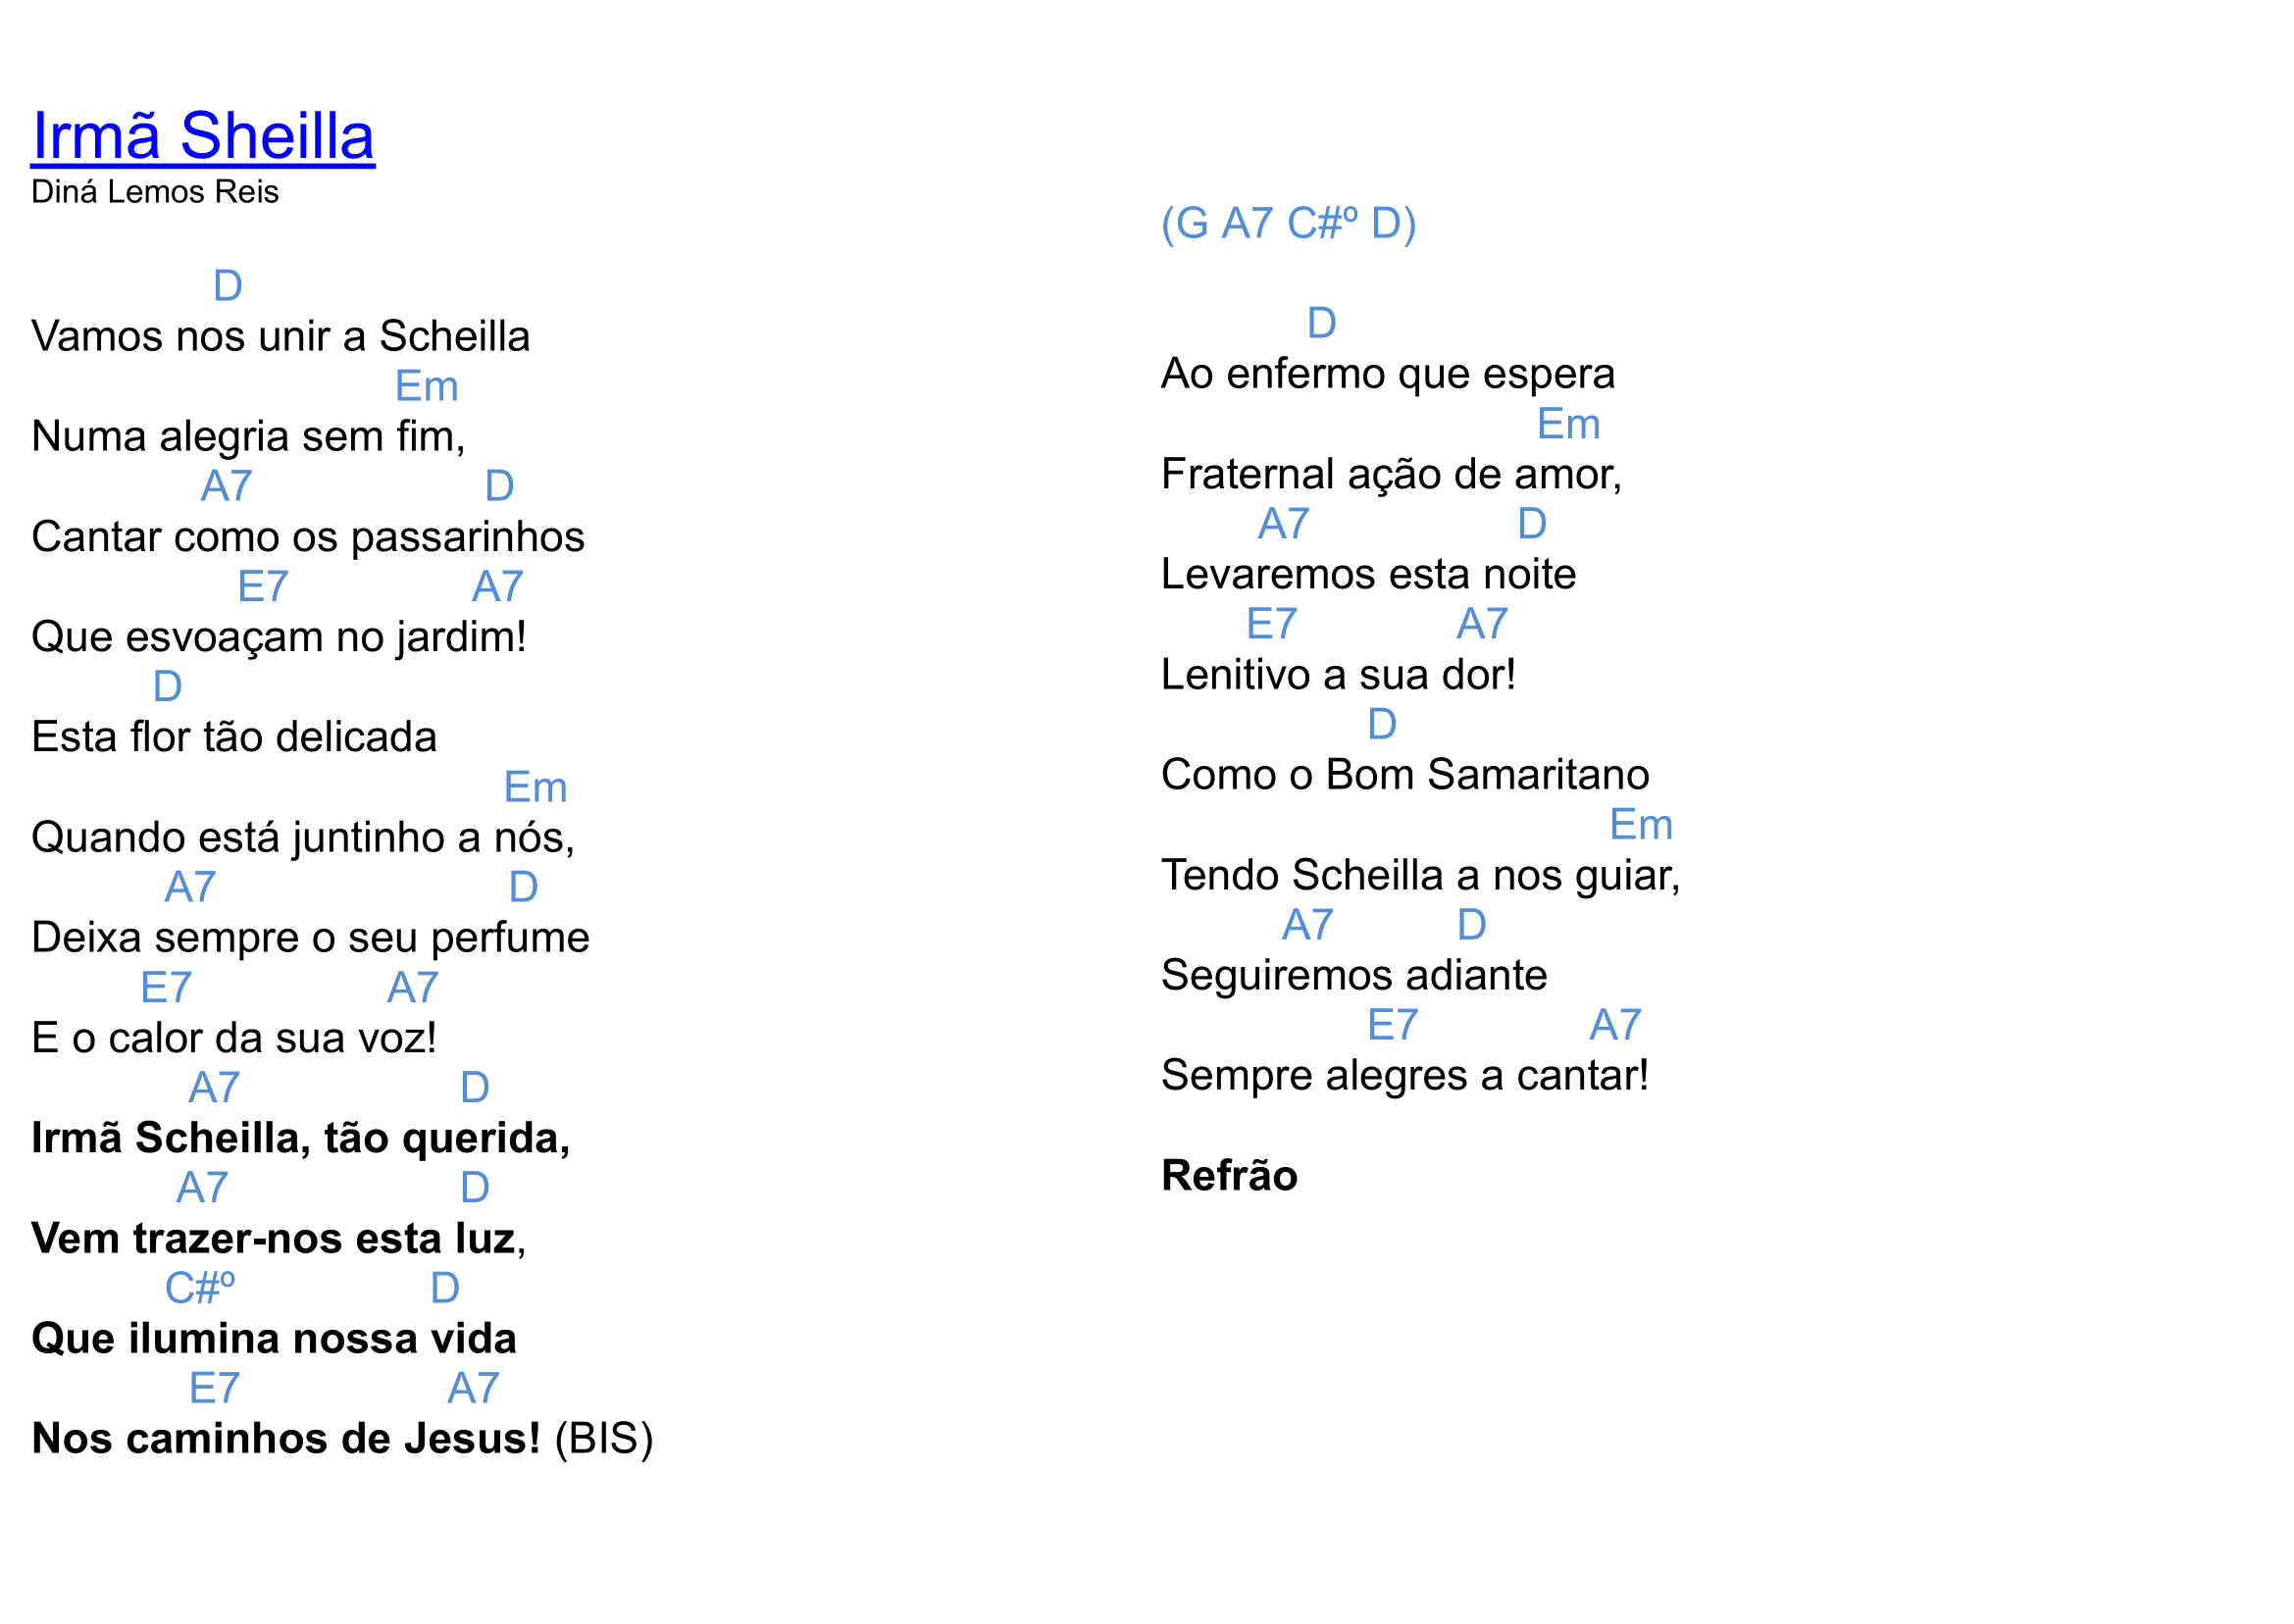 Irmã Sheilla
Diná Lemos Reis
D
Vamos nos unir a Scheilla
Em
Numa alegria sem fim,
A7 D
Cantar como os passarinhos
E7 A7
Que esvoaçam no jardim!
D
Esta flor tão delicada
Em
Quando está juntinho a nós,
A7 D
Deixa sempre o seu perfume
E7 A7
E o calor da sua voz!
A7 D
Irmã Scheilla, tão querida,
A7 D
Vem trazer-nos esta luz,
C#º D
Que ilumina nossa vida
E7 A7
Nos caminhos de Jesus! (BIS)
(G A7 C#º D)
D
Ao enfermo que espera
Em
Fraternal ação de amor,
A7 D
Levaremos esta noite
E7 A7
Lenitivo a sua dor!
D
Como o Bom Samaritano
Em
Tendo Scheilla a nos guiar,
A7 D
Seguiremos adiante
E7 A7
Sempre alegres a cantar!
Refrão